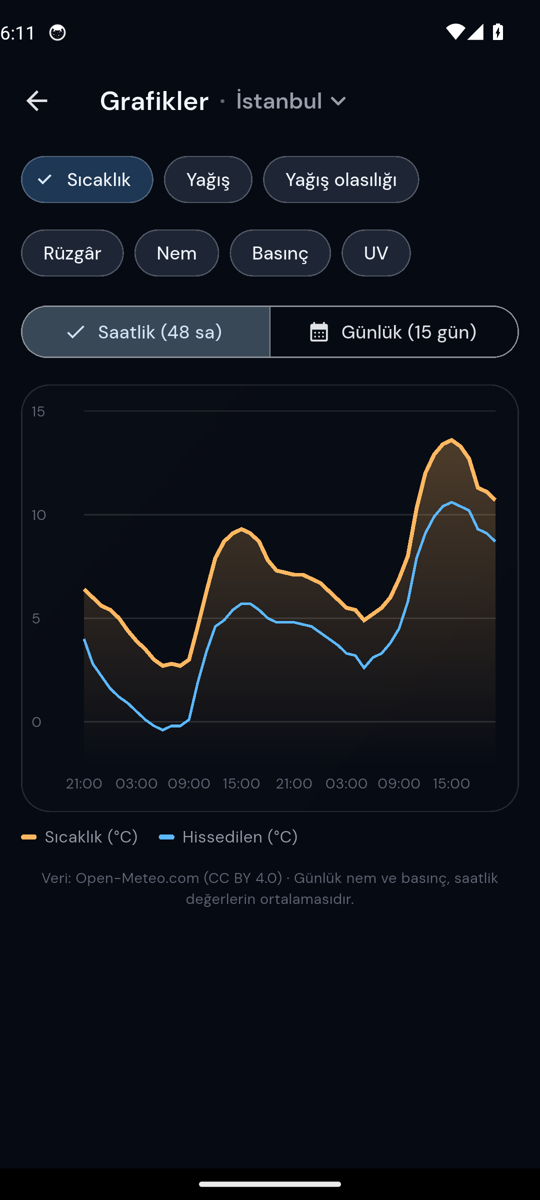 6:11
Grafikler · İstanbul
Sıcaklık Yağış Yağış olasılığı
Rüzgâr Nem Basınç UV
Saatlik (48 sa) Günlük (15 gün)
15
10
5
0
21:00 03:00 09:00 15:00 21:00 03:00 09:00 15:00
Sıcaklık (°C) Hissedilen (°C)
Veri: Open-Meteo.com (CC BY 4.0) · Günlük nem ve basınç, saatlik
değerlerin ortalamasıdır.